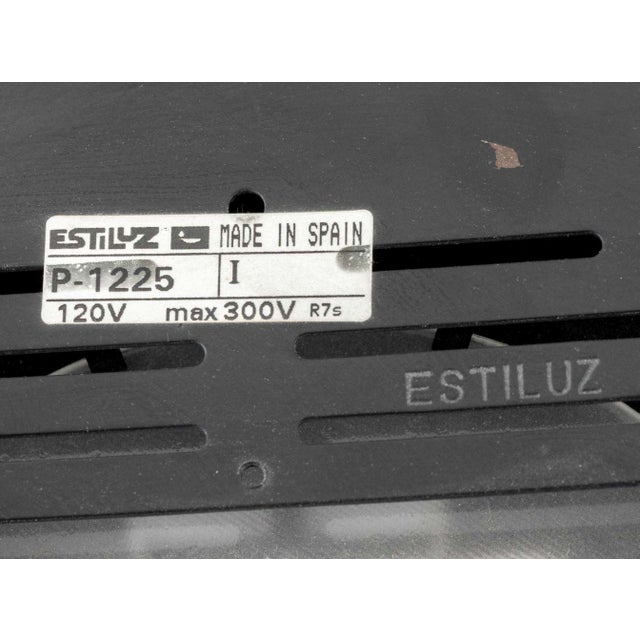 ESTILUZ MADE IN SPAIN
P-1225 I
120V max 300V R7s
ESTILUZ